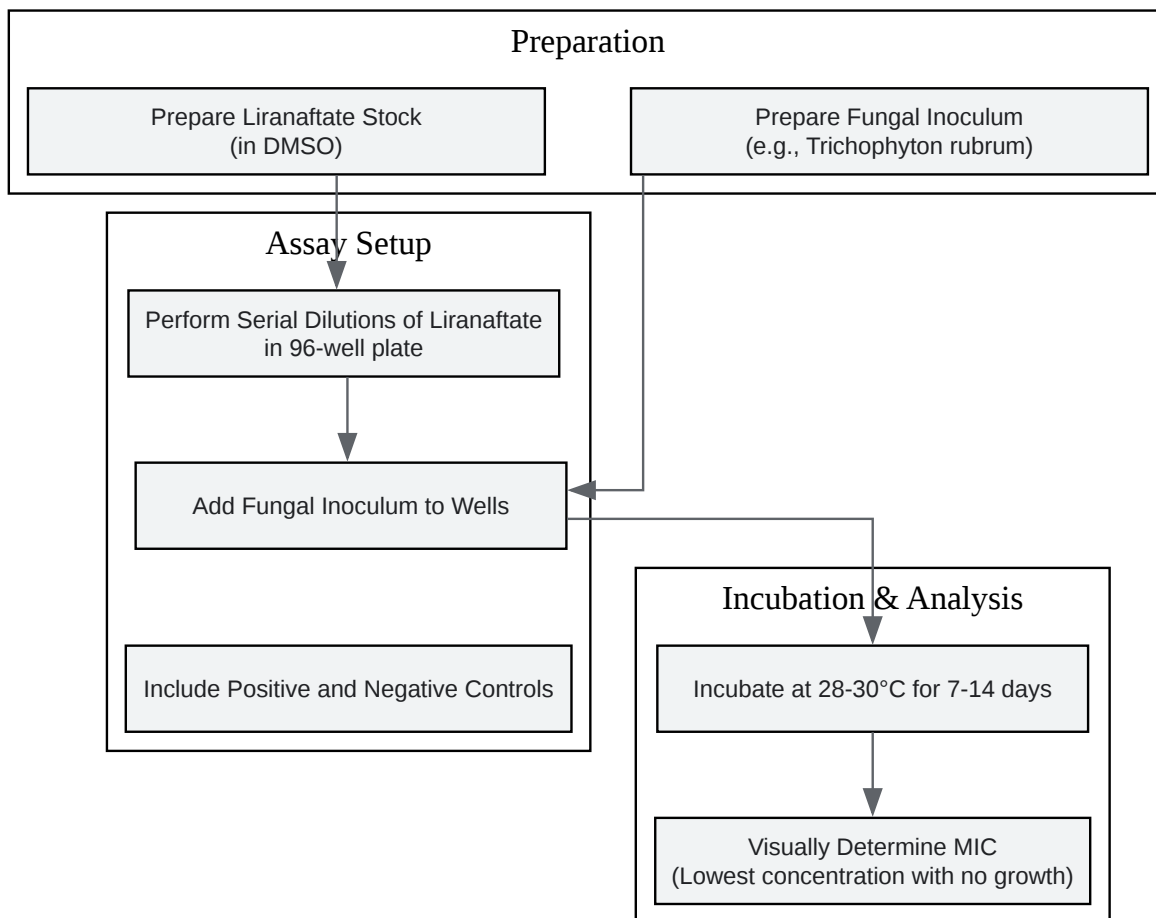 Preparation
Prepare Liranaftate Stock
(in DMSO)
Prepare Fungal Inoculum
(e.g., Trichophyton rubrum)
Assay Setup
Perform Serial Dilutions of Liranaftate
in 96-well plate
Add Fungal Inoculum to Wells
Include Positive and Negative Controls
Incubation & Analysis
Incubate at 28-30°C for 7-14 days
Visually Determine MIC
(Lowest concentration with no growth)